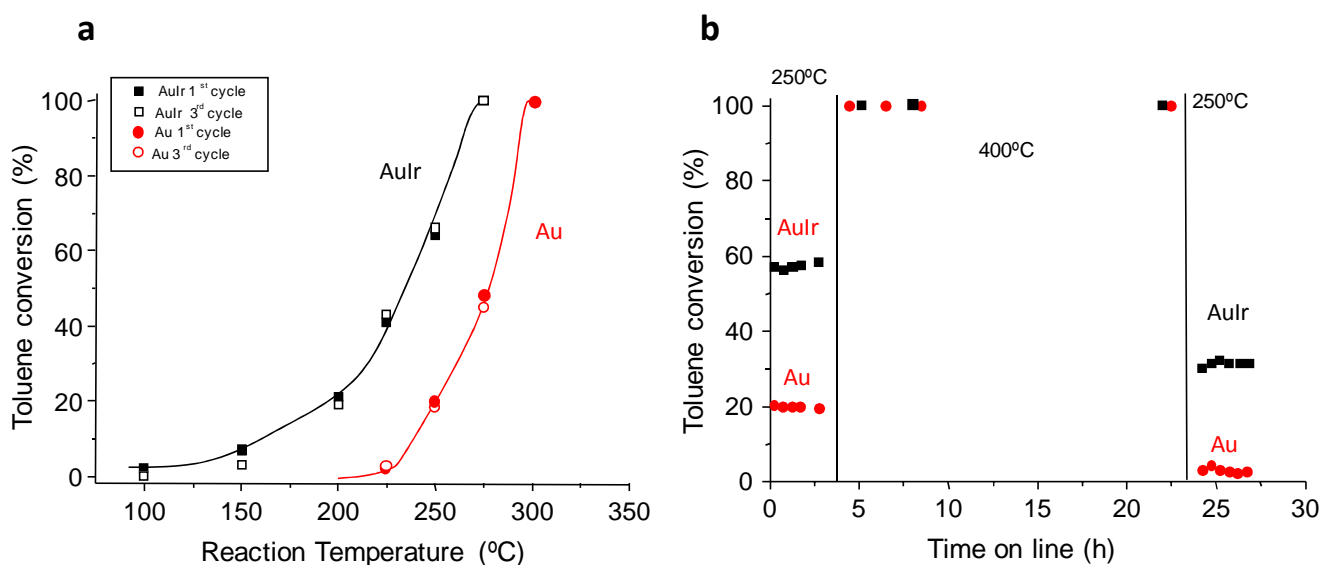 a
AuIr 1st cycle
AuIr 3rd cycle
Au 1st cycle
Au 3rd cycle
AuIr
Au
Toluene conversion (%)
100
80
60
40
20
0
100 150 200 250 300 350
Reaction Temperature (ºC)
b
250ºC
400ºC
250ºC
AuIr
Au
AuIr
Au
Toluene conversion (%)
100
80
60
40
20
0
0 5 10 15 20 25 30
Time on line (h)